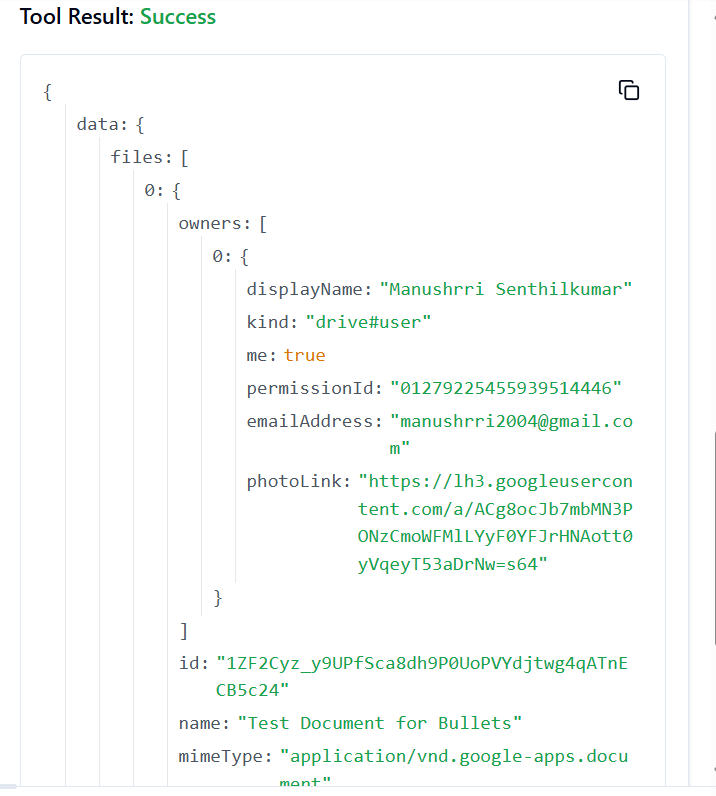 Tool Result: Success
{
data: {
files: [
0: {
owners: [
0: {
displayName: "Manushrri Senthilkumar"
kind: "drive#user"
me: true
permissionId: "01279225455939514446"
emailAddress: "manushrri2004@gmail.co
m"
photoLink: "https://lh3.googleusercon
tent.com/a/ACg8ocJb7mbMN3P
ONzCmoWFMlLYyF0YFJrHNAott0
yVqeyT53aDrNw=s64"
}
]
id: "1ZF2Cyz_y9UPfSca8dh9P0UoPVYdjtwg4qATnE
CB5c24"
name: "Test Document for Bullets"
mimeType: "application/vnd.google-apps.docu
ment"